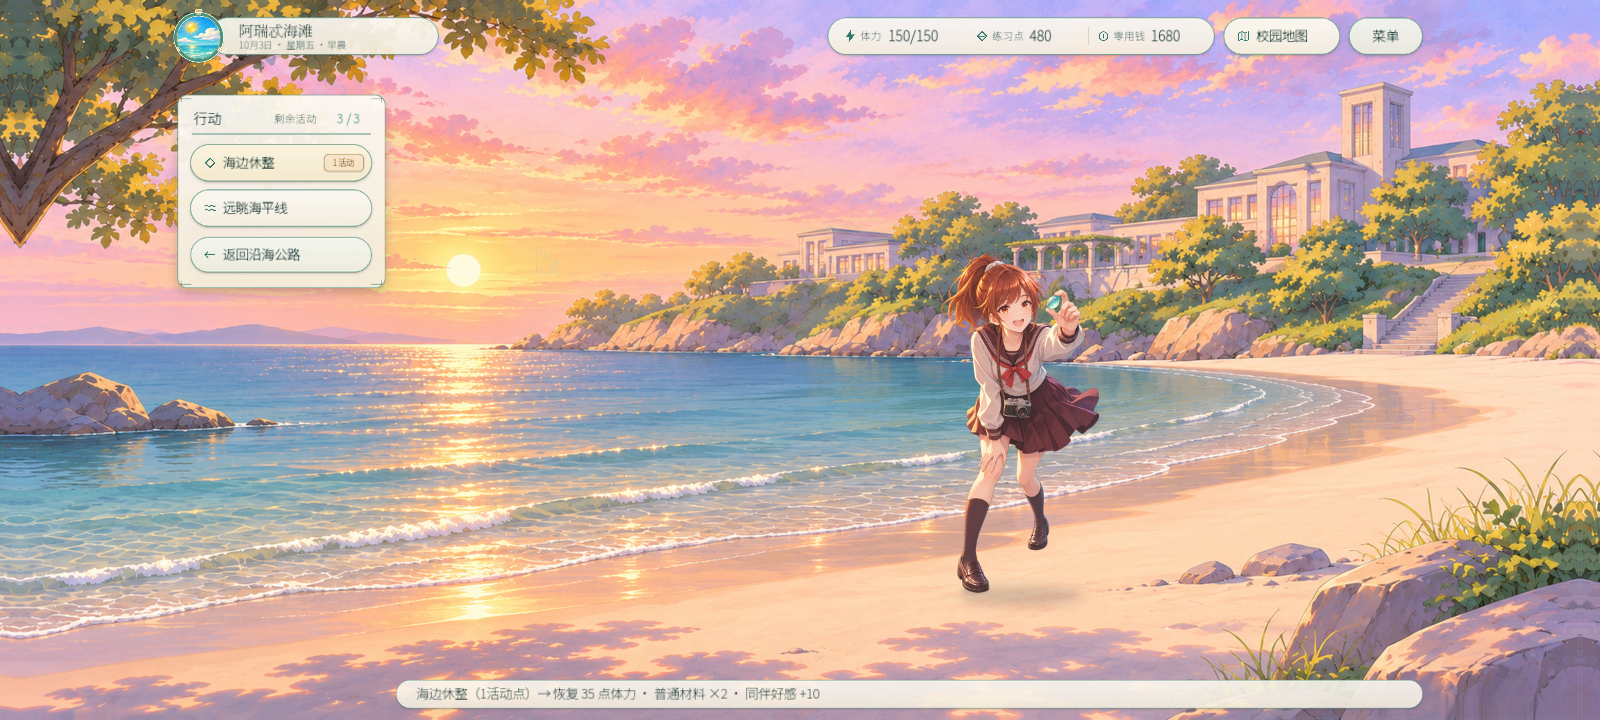 阿瑞忒海滩
10月3日 · 星期五 · 早晨
体力 150/150 练习点 480 零用钱 1680
校园地图
菜单
行动 剩余活动 3 / 3
海边休整 1活动
远眺海平线
返回沿海公路
海边休整（1活动点）→ 恢复 35 点体力 · 普通材料 ×2 · 同伴好感 +10